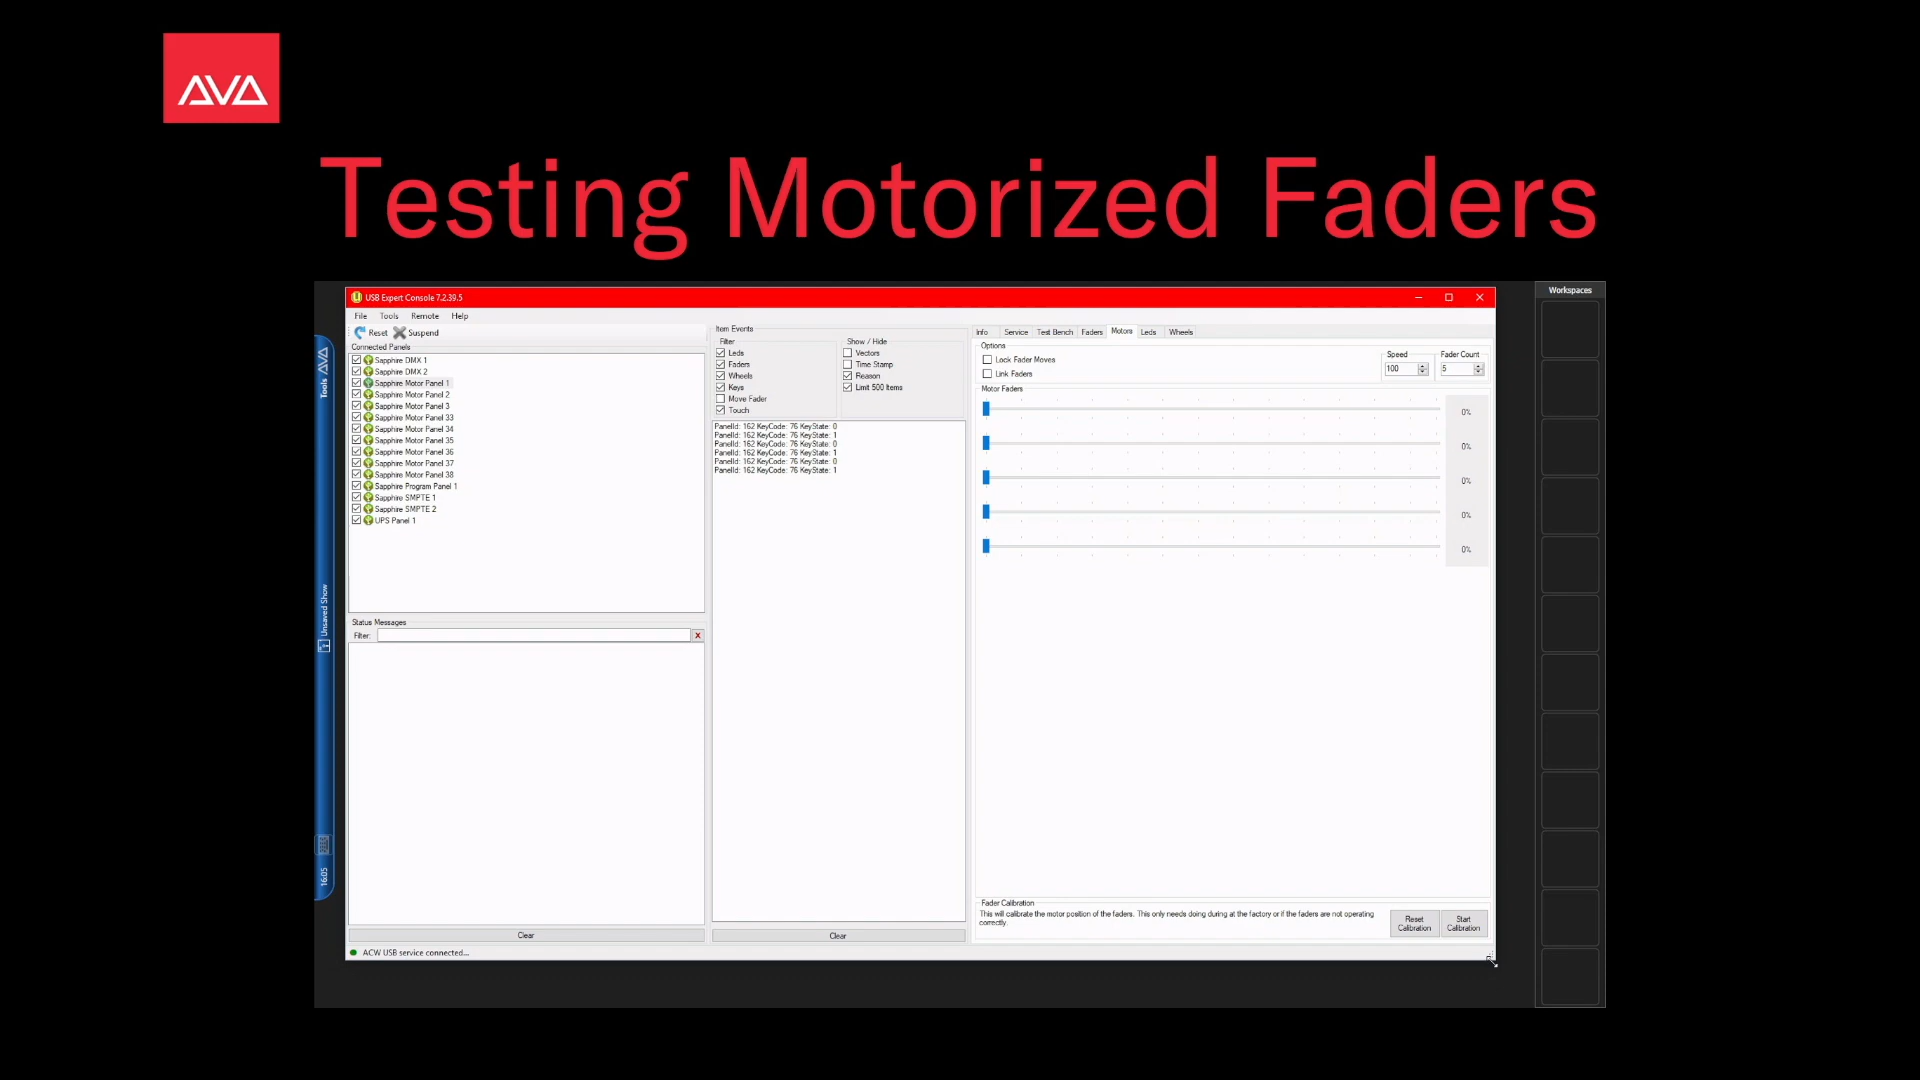 AVA
Testing Motorized Faders
USB Expert Console 7.2.39.5
File Tools Remote Help
Reset Suspend
Connected Panels
Sapphire DMX 1
Sapphire DMX 2
Sapphire Motor Panel 1
Sapphire Motor Panel 2
Sapphire Motor Panel 3
Sapphire Motor Panel 33
Sapphire Motor Panel 34
Sapphire Motor Panel 35
Sapphire Motor Panel 36
Sapphire Motor Panel 37
Sapphire Motor Panel 38
Sapphire Program Panel 1
Sapphire SMPTE 1
Sapphire SMPTE 2
UPS Panel 1
Status Messages
Filter:
X
Clear
ACW USB service connected...
Item Events
Filter
Leds
Faders
Wheels
Keys
Move Fader
Touch
Show / Hide
Vectors
Time Stamp
Reason
Limit 500 Items
PanelId: 162 KeyCode: 76 KeyState: 0
PanelId: 162 KeyCode: 76 KeyState: 1
PanelId: 162 KeyCode: 76 KeyState: 0
PanelId: 162 KeyCode: 76 KeyState: 1
PanelId: 162 KeyCode: 76 KeyState: 0
PanelId: 162 KeyCode: 76 KeyState: 1
Clear
Info Service Test Bench Faders Motors Leds Wheels
Options
Lock Fader Moves
Link Faders
Speed
100
Fader Count
5
Motor Faders
0%
0%
0%
0%
0%
Fader Calibration
This will calibrate the motor position of the faders. This only needs doing during at the factory or if the faders are not operating
correctly.
Reset
Calibration
Start
Calibration
Workspaces
Tools AVA
Unsaved Show
16:05